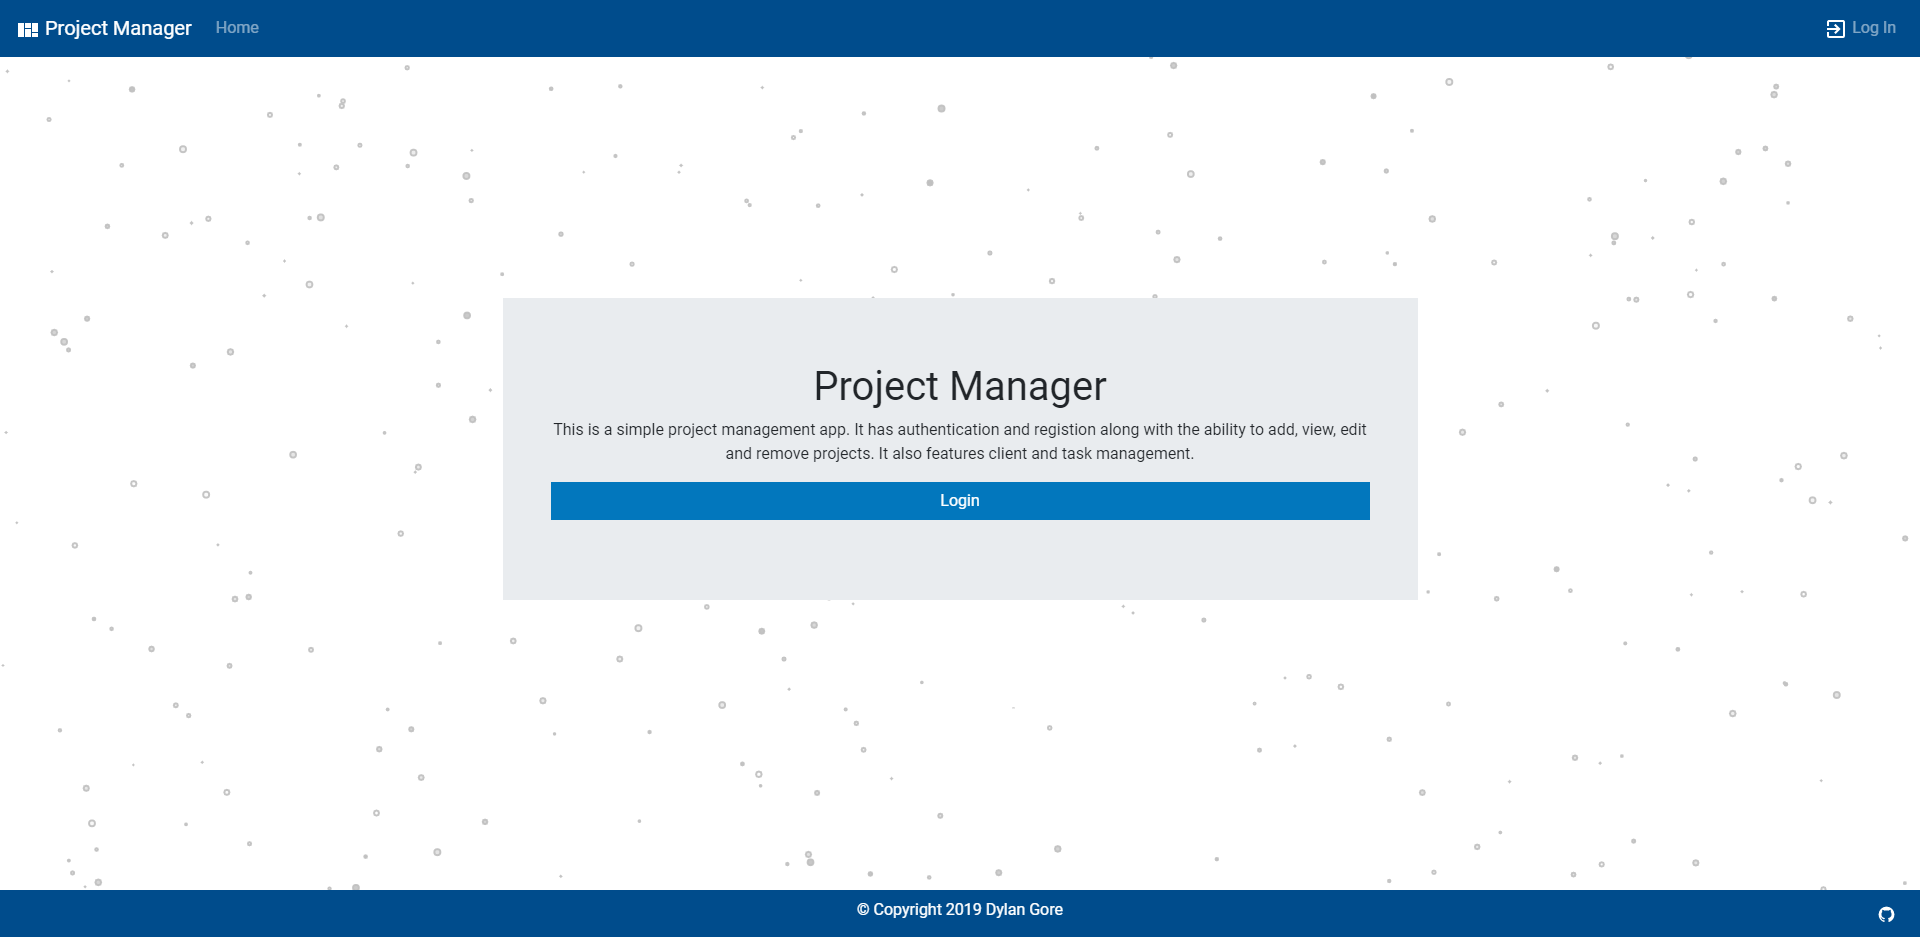 Project Manager Home Log In
Project Manager
This is a simple project management app. It has authentication and registion along with the ability to add, view, edit
and remove projects. It also features client and task management.
Login
© Copyright 2019 Dylan Gore